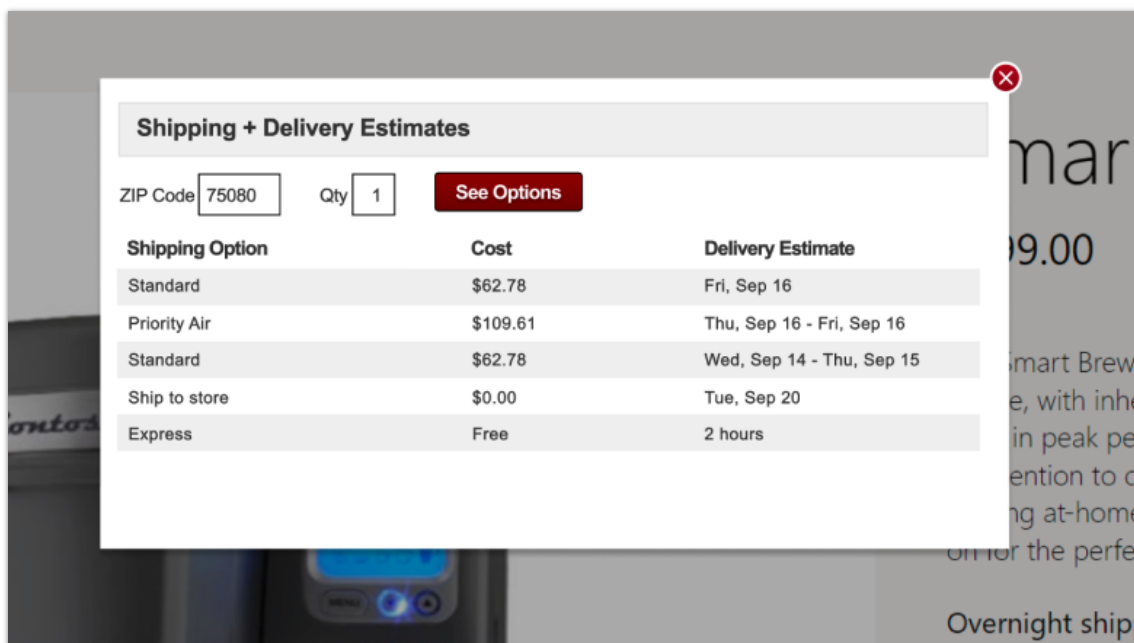 Shipping + Delivery Estimates
ZIP Code 75080 Qty 1 See Options
Shipping Option Cost Delivery Estimate
Standard $62.78 Fri, Sep 16
Priority Air $109.61 Thu, Sep 16 - Fri, Sep 16
Standard $62.78 Wed, Sep 14 - Thu, Sep 15
Ship to store $0.00 Tue, Sep 20
Express Free 2 hours
mar
99.00
Smart Brew
e, with inhe
in peak pe
ention to
ng at-home
on for the perfe
Overnight ship
ontos
MENU